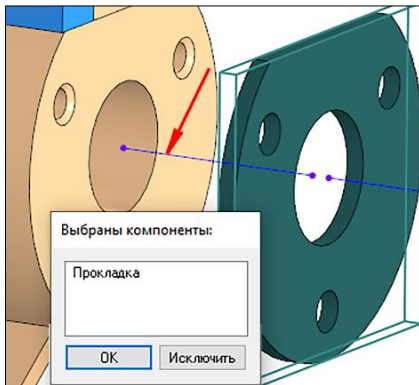 Выбраны компоненты:
Прокладка
OK
Исключить